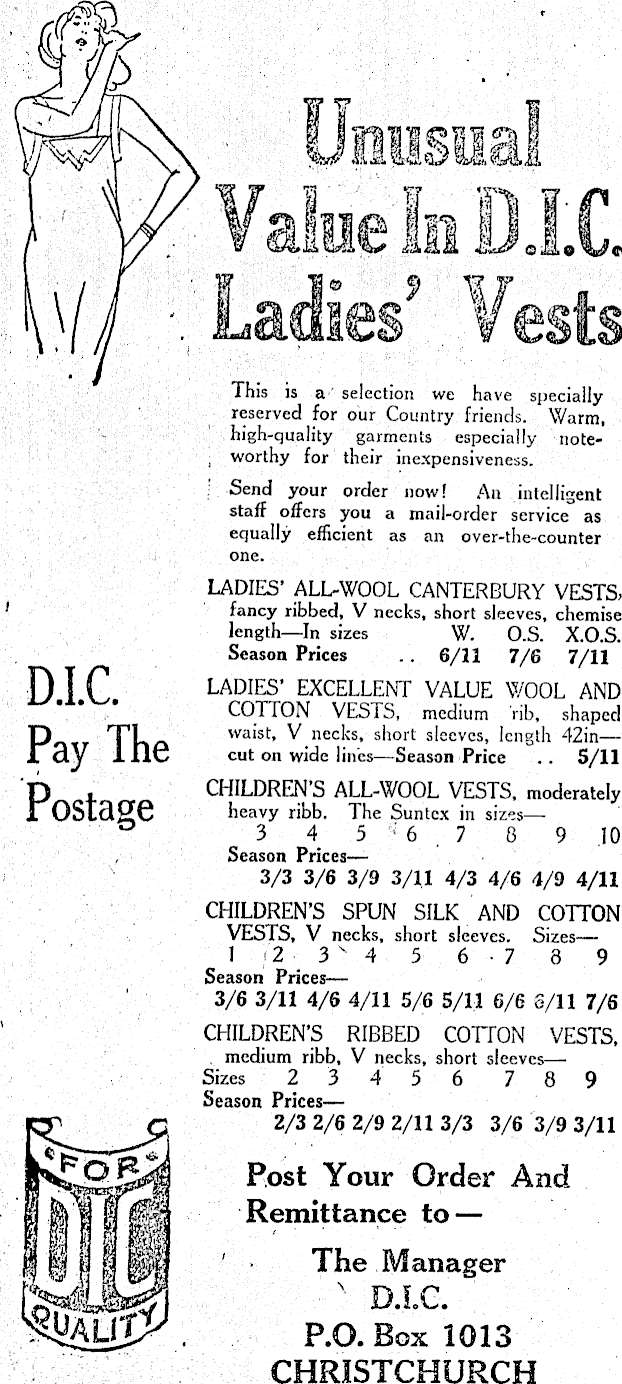 Unusual
Value In D.I.C.
Ladies' Vests
This is a selection we have specially
reserved for our Country friends. Warm,
high-quality garments especially note-
worthy for their inexpensiveness.
Send your order now! An intelligent
staff offers you a mail-order service as
equally efficient as an over-the-counter
one.
LADIES' ALL-WOOL CANTERBURY VESTS,
fancy ribbed, V necks, short sleeves, chemise
length—In sizes W. O.S. X.O.S.
Season Prices .. 6/11 7/6 7/11
LADIES' EXCELLENT VALUE WOOL AND
COTTON VESTS, medium rib, shaped
waist, V necks, short sleeves, length 42in—
cut on wide lines—Season Price .. 5/11
CHILDREN'S ALL-WOOL VESTS, moderately
heavy ribb. The Suntex in sizes—
3 4 5 6 7 8 9 10
Season Prices—
3/3 3/6 3/9 3/11 4/3 4/6 4/9 4/11
CHILDREN'S SPUN SILK AND COTTON
VESTS, V necks, short sleeves. Sizes—
1 2 3 4 5 6 7 8 9
Season Prices—
3/6 3/11 4/6 4/11 5/6 5/11 6/6 6/11 7/6
CHILDREN'S RIBBED COTTON VESTS,
medium ribb, V necks, short sleeves—
Sizes 2 3 4 5 6 7 8 9
Season Prices—
2/3 2/6 2/9 2/11 3/3 3/6 3/9 3/11
D.I.C.
Pay The
Postage
"FOR"
DIC
QUALITY
Post Your Order And
Remittance to—
The Manager
D.I.C.
P.O. Box 1013
CHRISTCHURCH